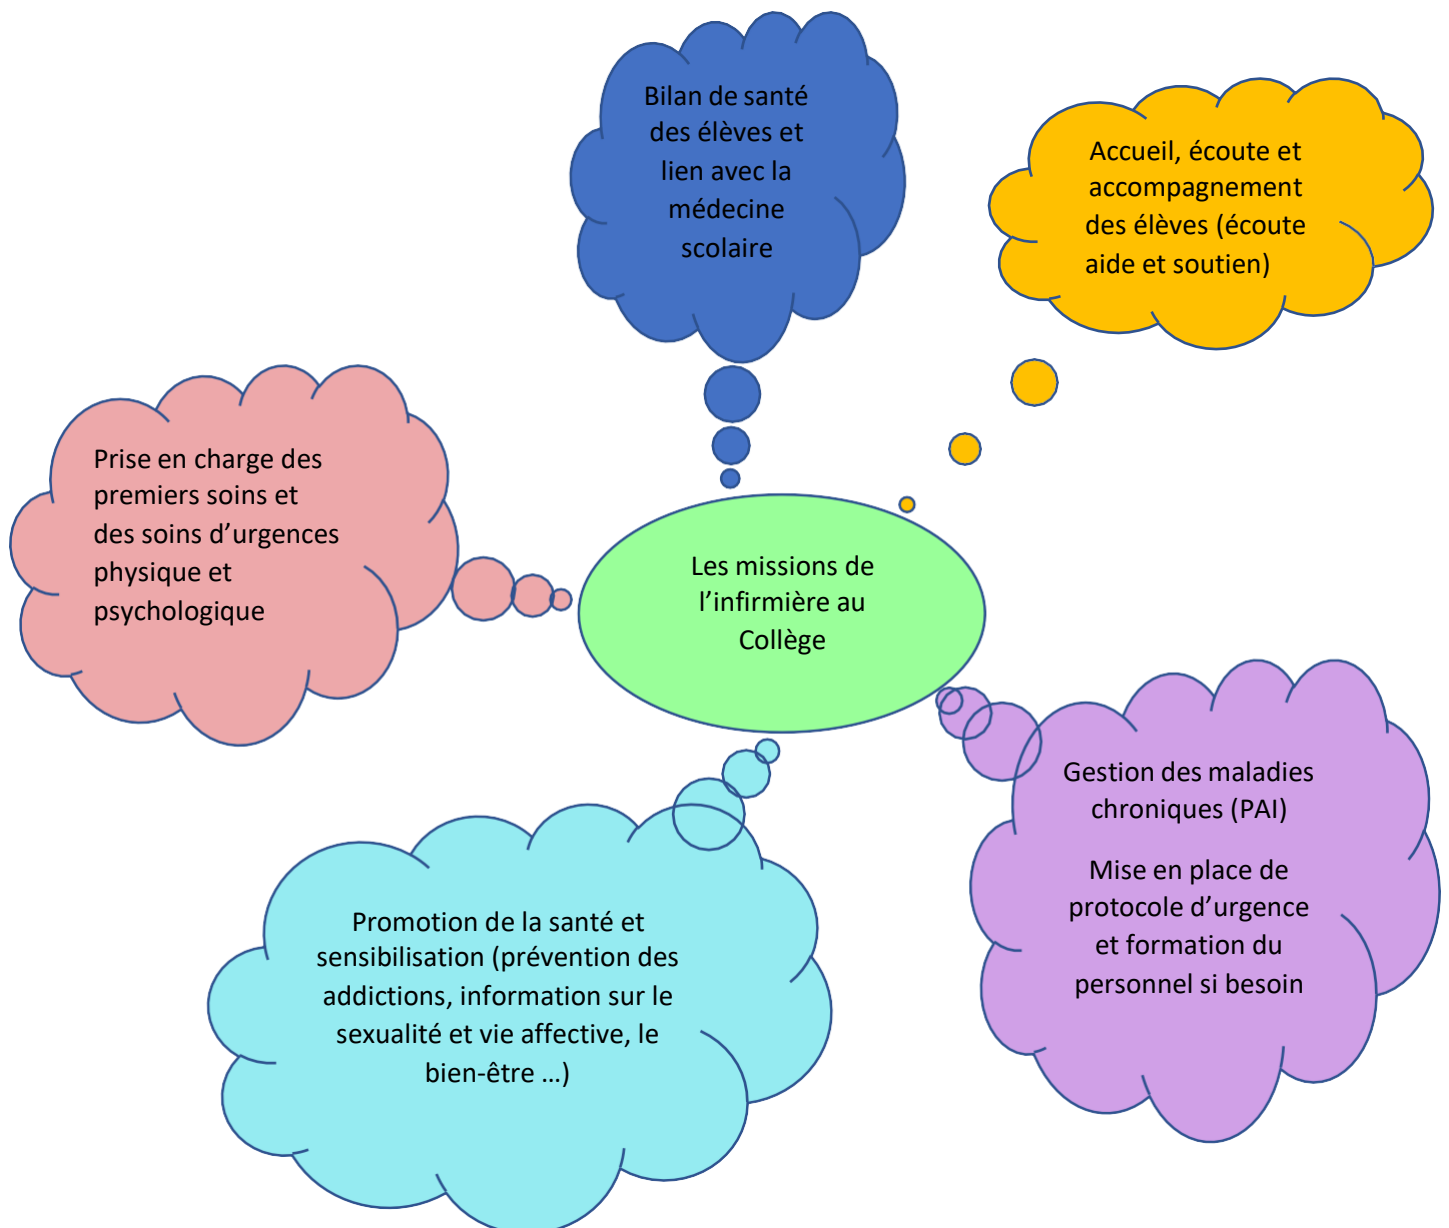 Bilan de santé
des élèves et
lien avec la
médecine
scolaire
Accueil, écoute et
accompagnement
des élèves (écoute
aide et soutien)
Prise en charge des
premiers soins et
des soins d’urgences
physique et
psychologique
Les missions de
l’infirmière au
Collège
Gestion des maladies
chroniques (PAI)
Mise en place de
protocole d’urgence
et formation du
personnel si besoin
Promotion de la santé et
sensibilisation (prévention des
addictions, information sur le
sexualité et vie affective, le
bien-être …)